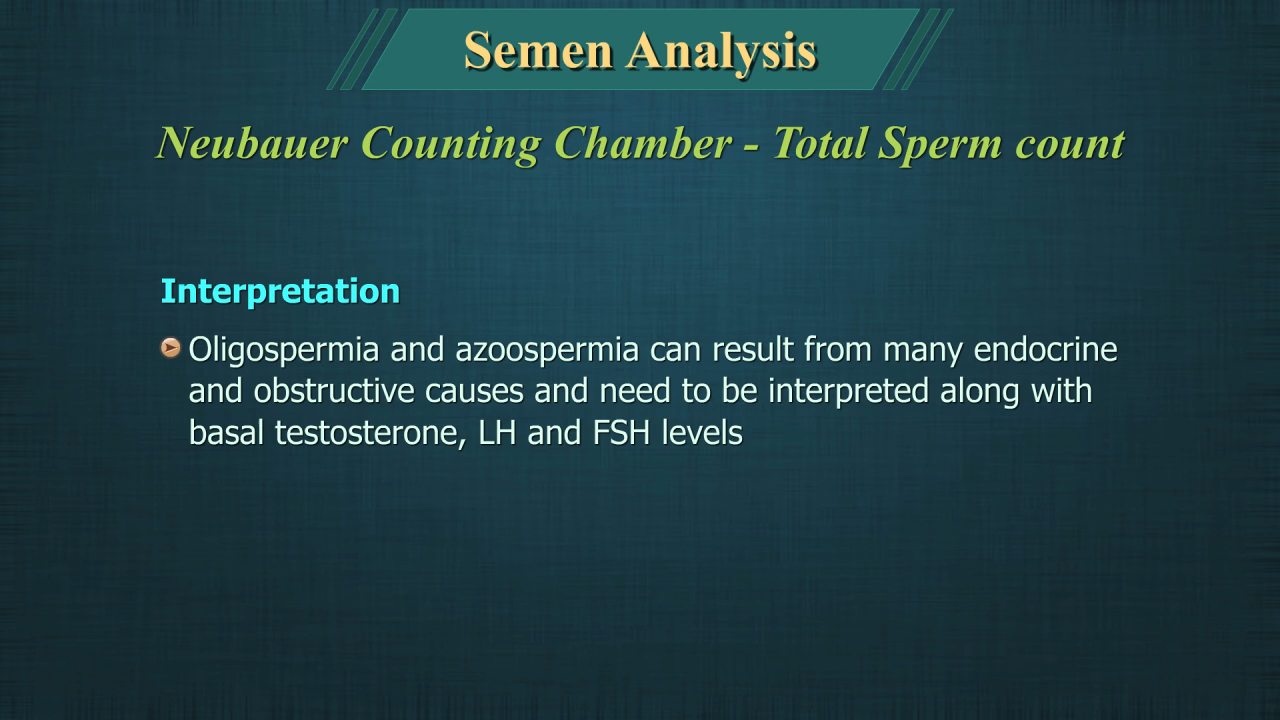 Semen Analysis
Neubauer Counting Chamber - Total Sperm count
Interpretation
Oligospermia and azoospermia can result from many endocrine
and obstructive causes and need to be interpreted along with
basal testosterone, LH and FSH levels